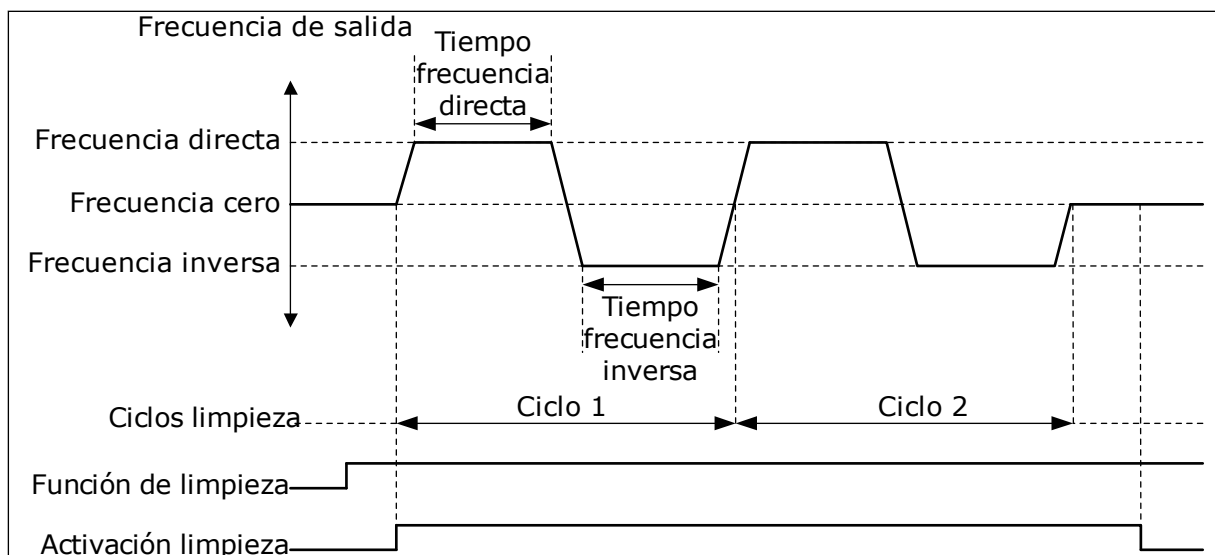 Frecuencia de salida
Tiempo
frecuencia
directa
Frecuencia directa
Frecuencia cero
Frecuencia inversa
Tiempo
frecuencia
inversa
Ciclos limpieza
Ciclo 1
Ciclo 2
Función de limpieza
Activación limpieza